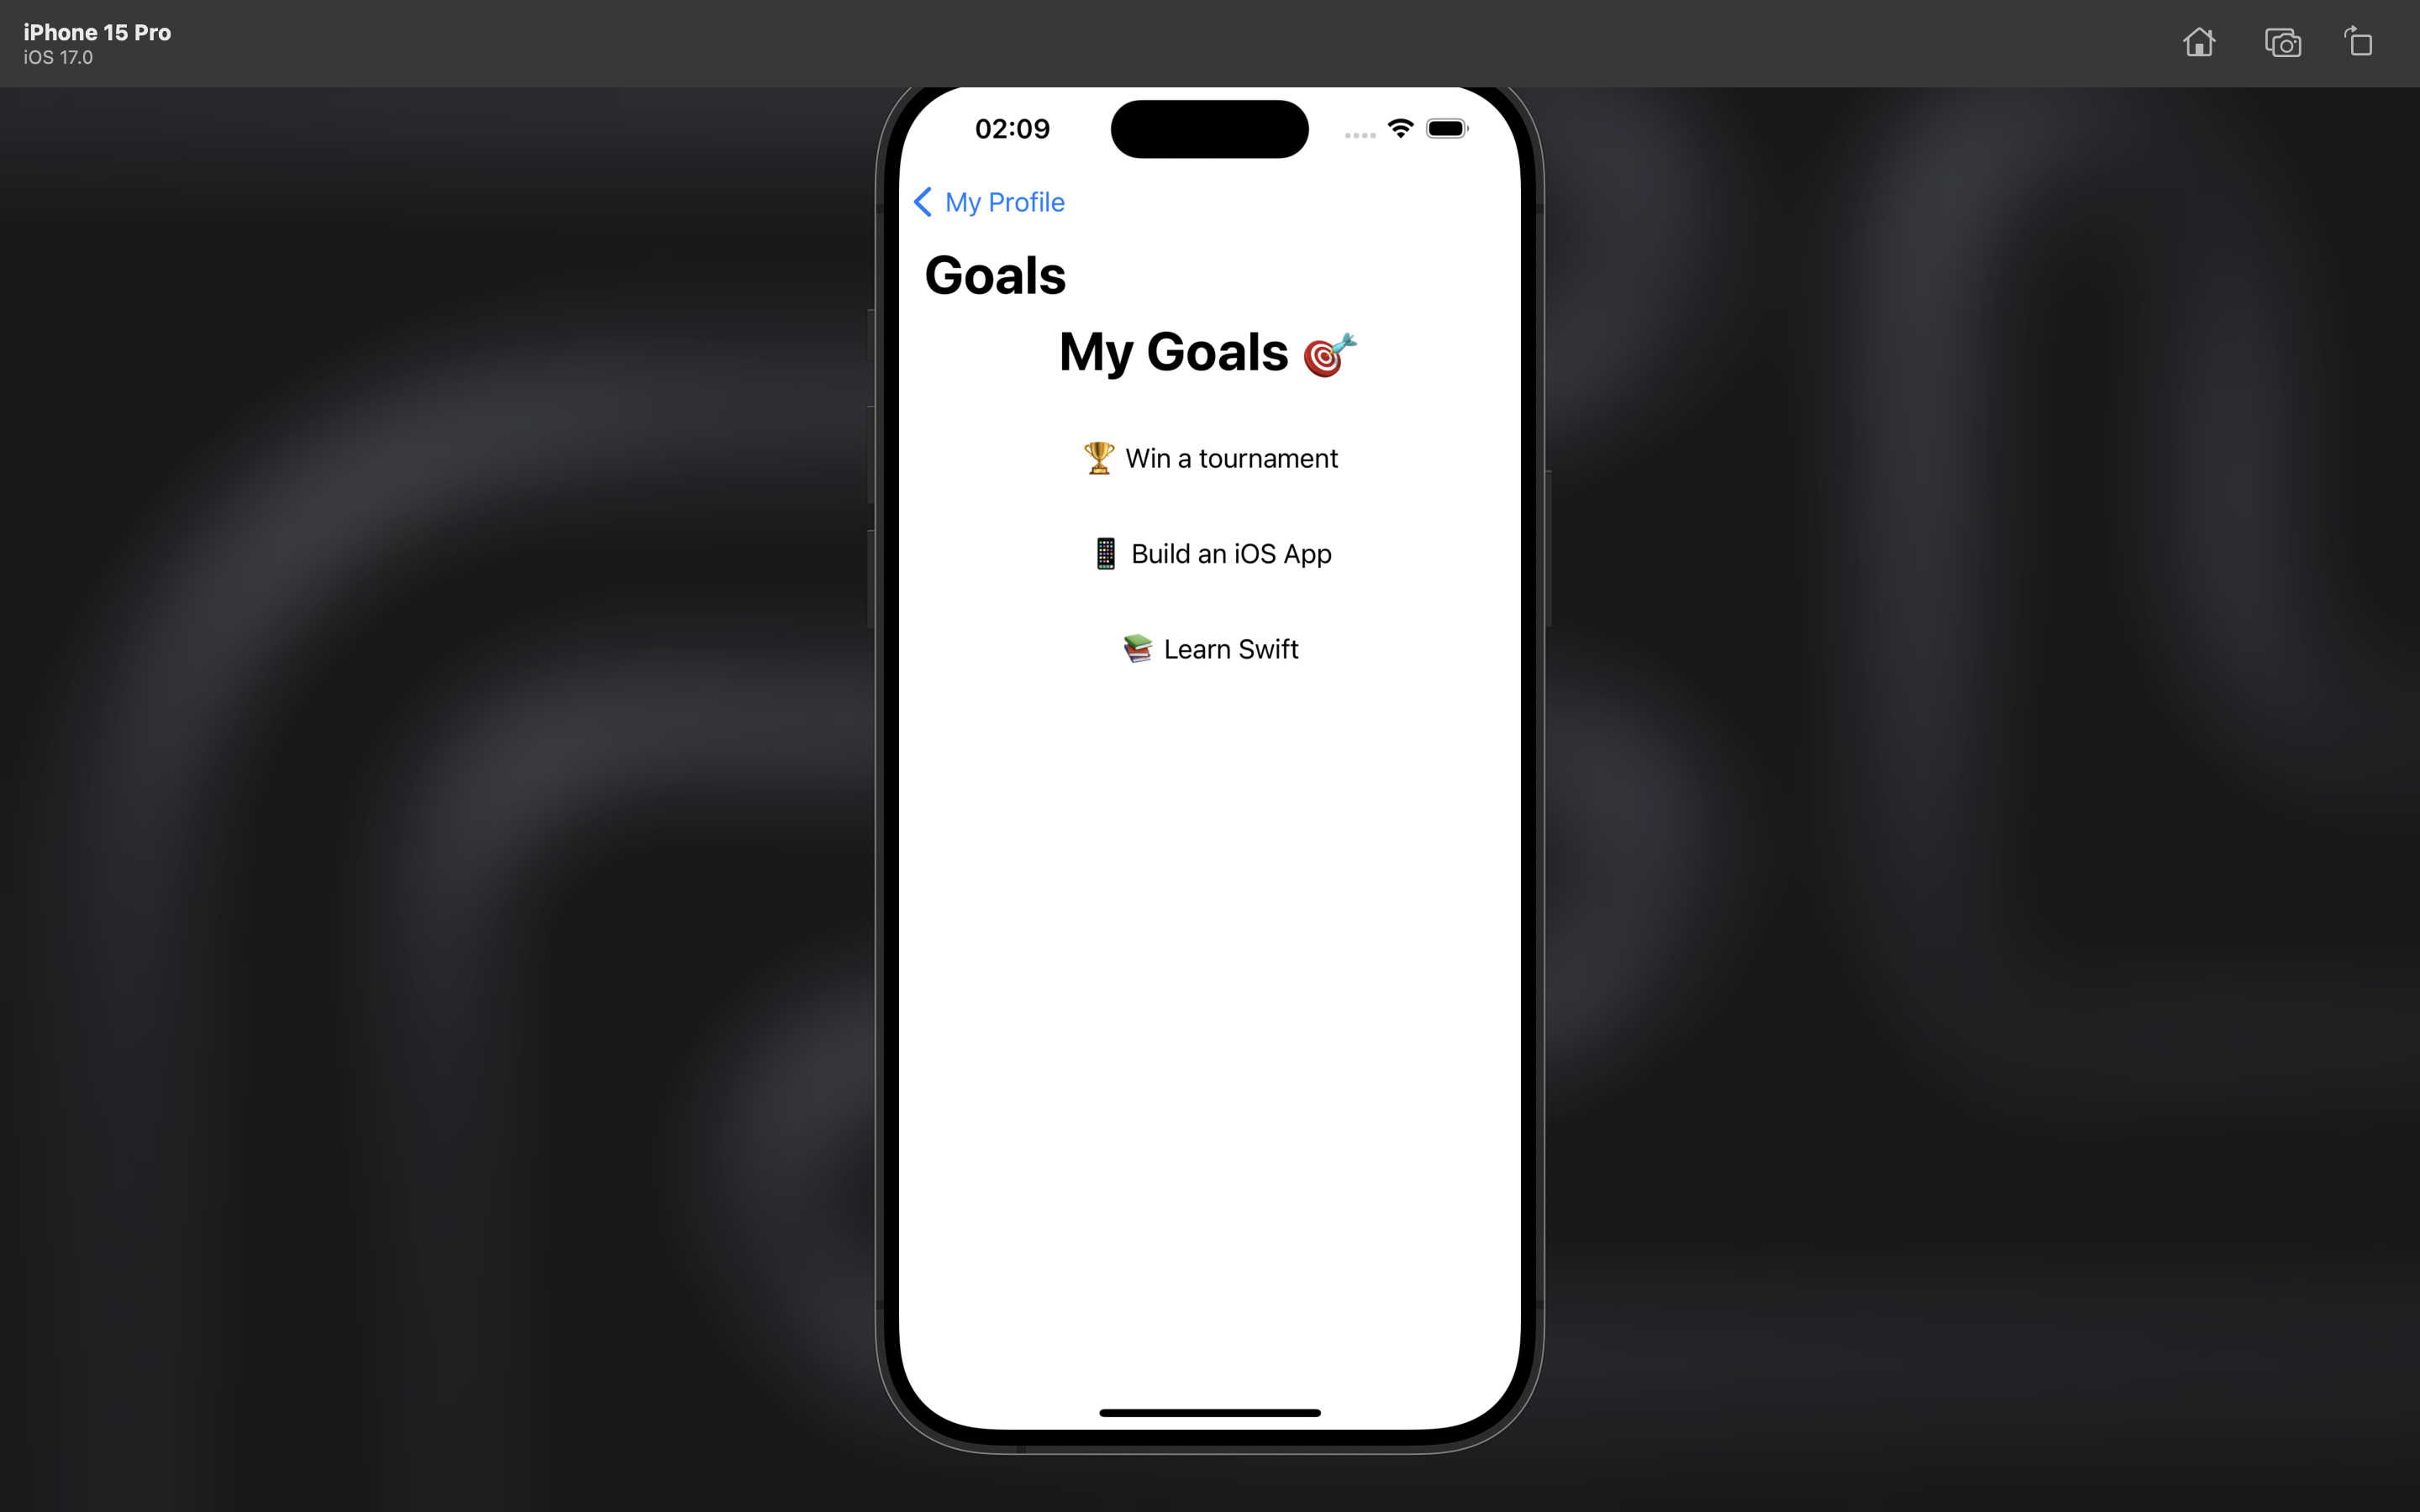 iPhone 15 Pro
iOS 17.0
02:09
My Profile
Goals
My Goals 🎯
🏆 Win a tournament
📱 Build an iOS App
📚 Learn Swift